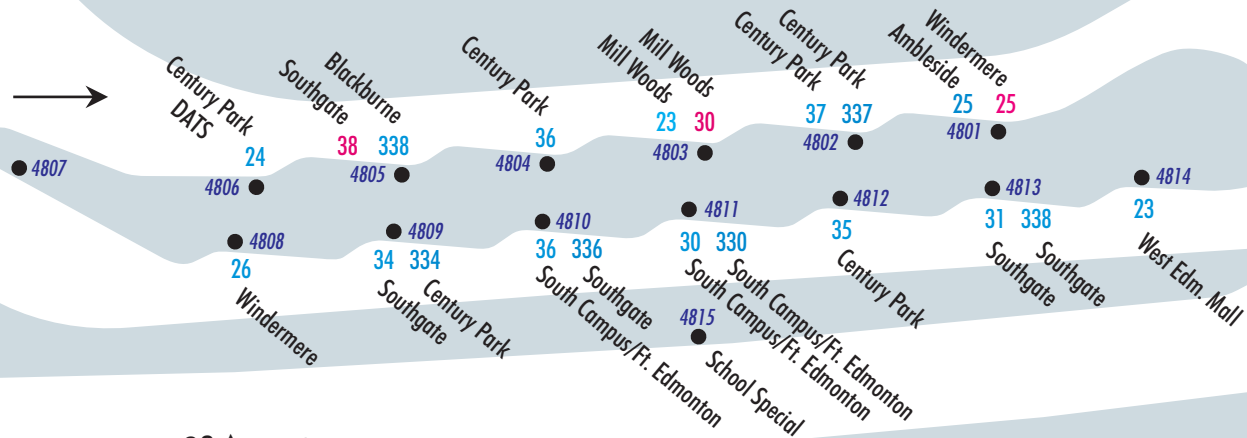 Century Park
DATS
24
4806
4807
Southgate
Blackburne
38 338
4805
Century Park
36
4804
Mill Woods
Mill Woods
23 30
4803
Century Park
Century Park
37 337
4802
Ambleside
Windermere
25 25
4801
4808
26
Windermere
4809
34 334
Southgate
Century Park
4810
36 336
South Campus/Ft. Edmonton
Southgate
4811
30 330
South Campus/Ft. Edmonton
South Campus/Ft. Edmonton
4815
School Special
4812
35
Century Park
4813
31 338
Southgate
Southgate
4814
23
West Edm. Mall